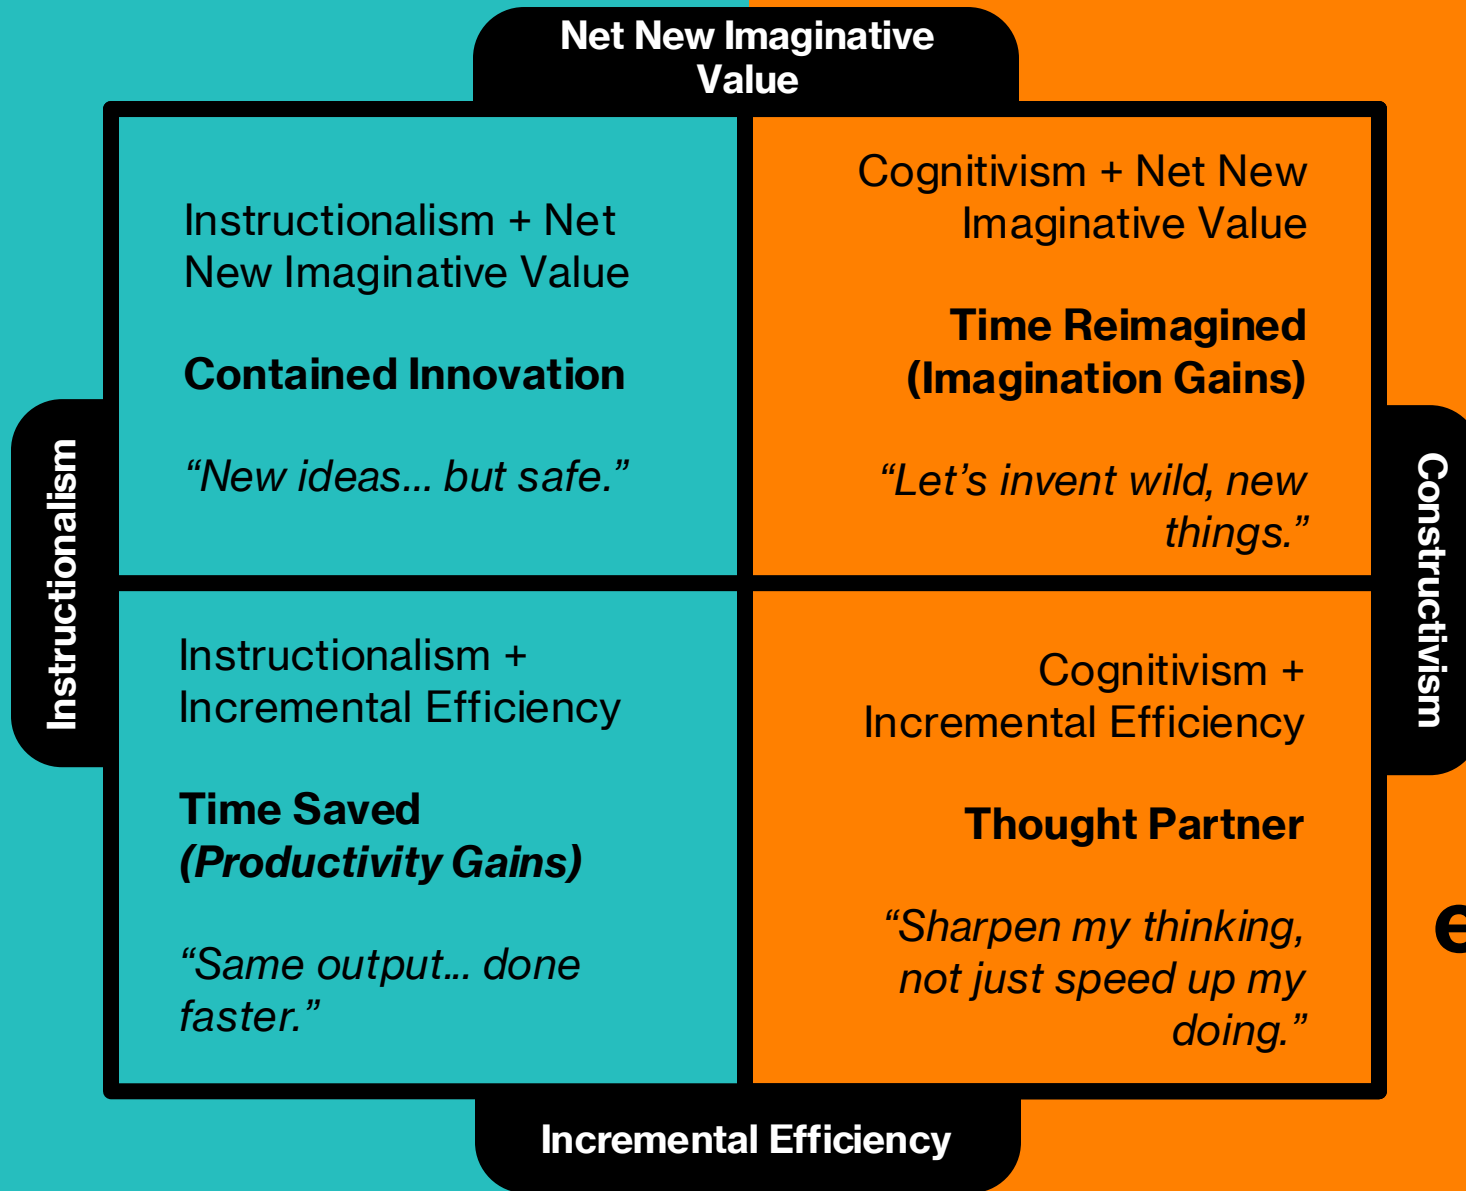 Net New Imaginative
Value
Instructionalism + Net
New Imaginative Value
Contained Innovation
“New ideas... but safe.”
Cognitivism + Net New
Imaginative Value
Time Reimagined
(Imagination Gains)
“Let’s invent wild, new
things.”
Instructionalism
Constructivism
Instructionalism +
Incremental Efficiency
Time Saved
(Productivity Gains)
“Same output... done
faster.”
Cognitivism +
Incremental Efficiency
Thought Partner
“Sharpen my thinking,
not just speed up my
doing.”
Incremental Efficiency